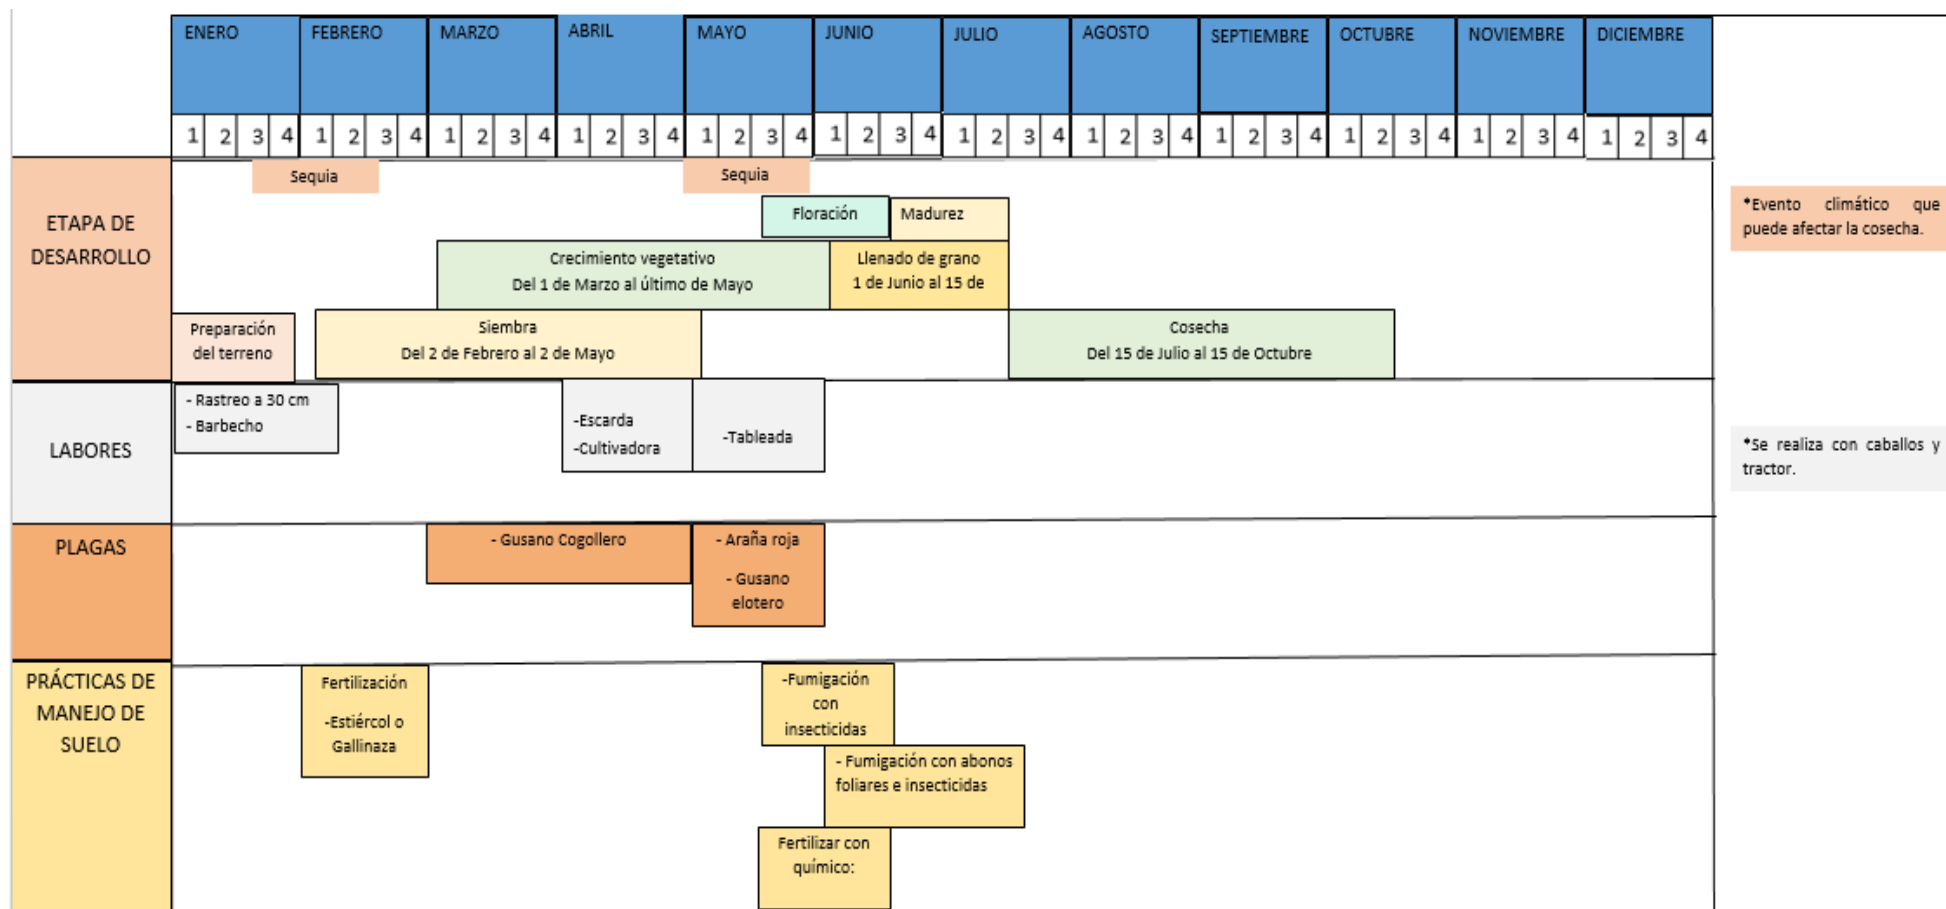 ENERO FEBRERO MARZO ABRIL MAYO JUNIO JULIO AGOSTO SEPTIEMBRE OCTUBRE NOVIEMBRE DICIEMBRE
1 2 3 4 1 2 3 4 1 2 3 4 1 2 3 4 1 2 3 4 1 2 3 4 1 2 3 4 1 2 3 4 1 2 3 4 1 2 3 4 1 2 3 4 1 2 3 4
ETAPA DE
DESARROLLO
Sequia
Sequia
Floración
Madurez
Crecimiento vegetativo
Del 1 de Marzo al último de Mayo
Llenado de grano
1 de Junio al 15 de
Preparación
del terreno
Siembra
Del 2 de Febrero al 2 de Mayo
Cosecha
Del 15 de Julio al 15 de Octubre
*Evento climático que
puede afectar la cosecha.
LABORES
- Rastreo a 30 cm
- Barbecho
-Escarda
-Cultivadora
-Tableada
*Se realiza con caballos y
tractor.
PLAGAS
- Gusano Cogollero
- Araña roja
- Gusano
elotero
PRÁCTICAS DE
MANEJO DE
SUELO
Fertilización
-Estiércol o
Gallinaza
-Fumigación
con
insecticidas
- Fumigación con abonos
foliares e insecticidas
Fertilizar con
químico: